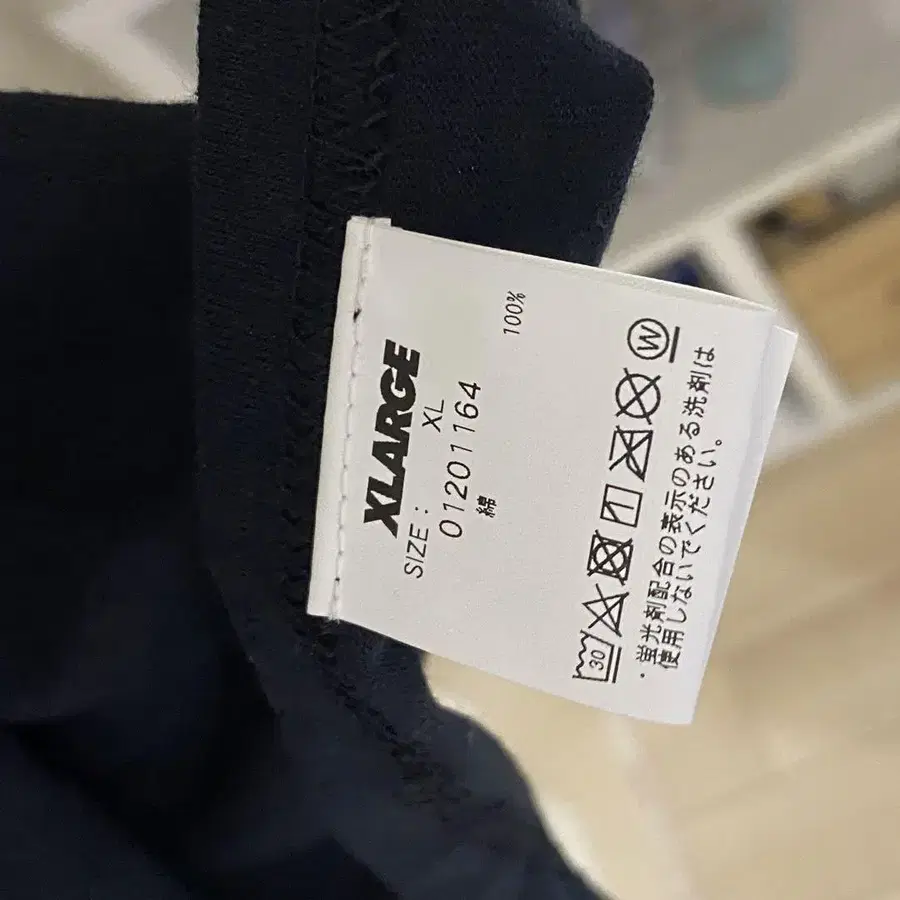 XLARGE
SIZE: XL
01201164
綿 100%
30 W
・蛍光剤配合の表示のある洗剤は
使用しないでください。